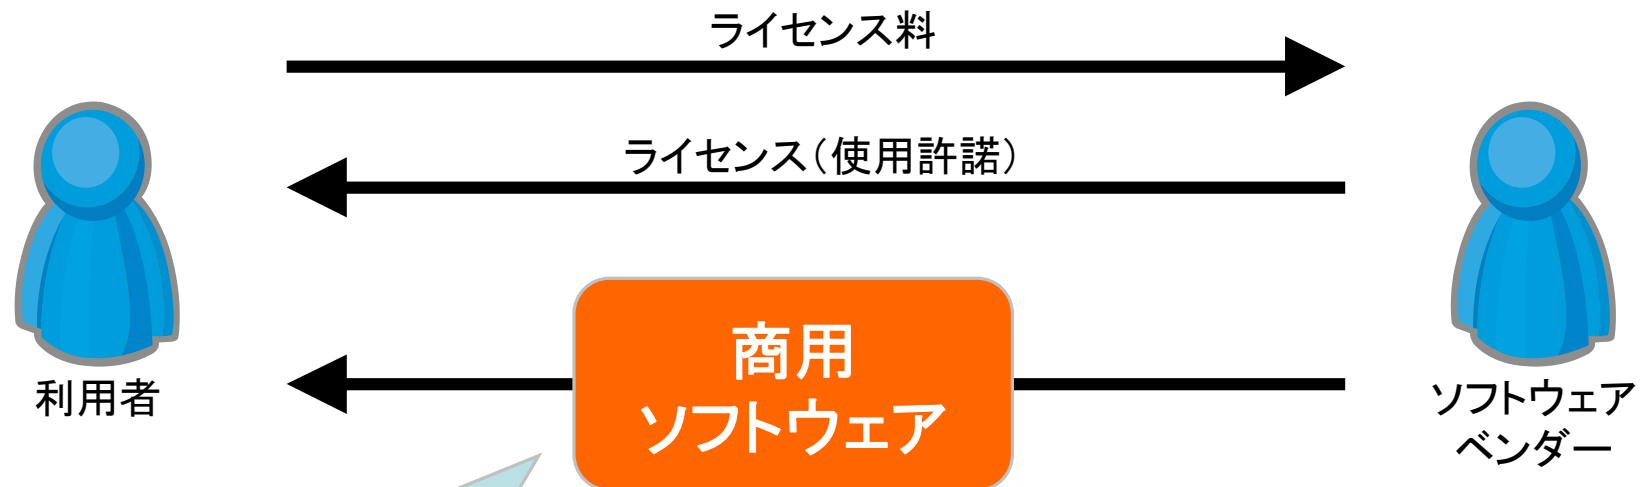 ライセンス料
ライセンス（使用許諾）
商用
ソフトウェア
利用者
ソフトウェア
ベンダー